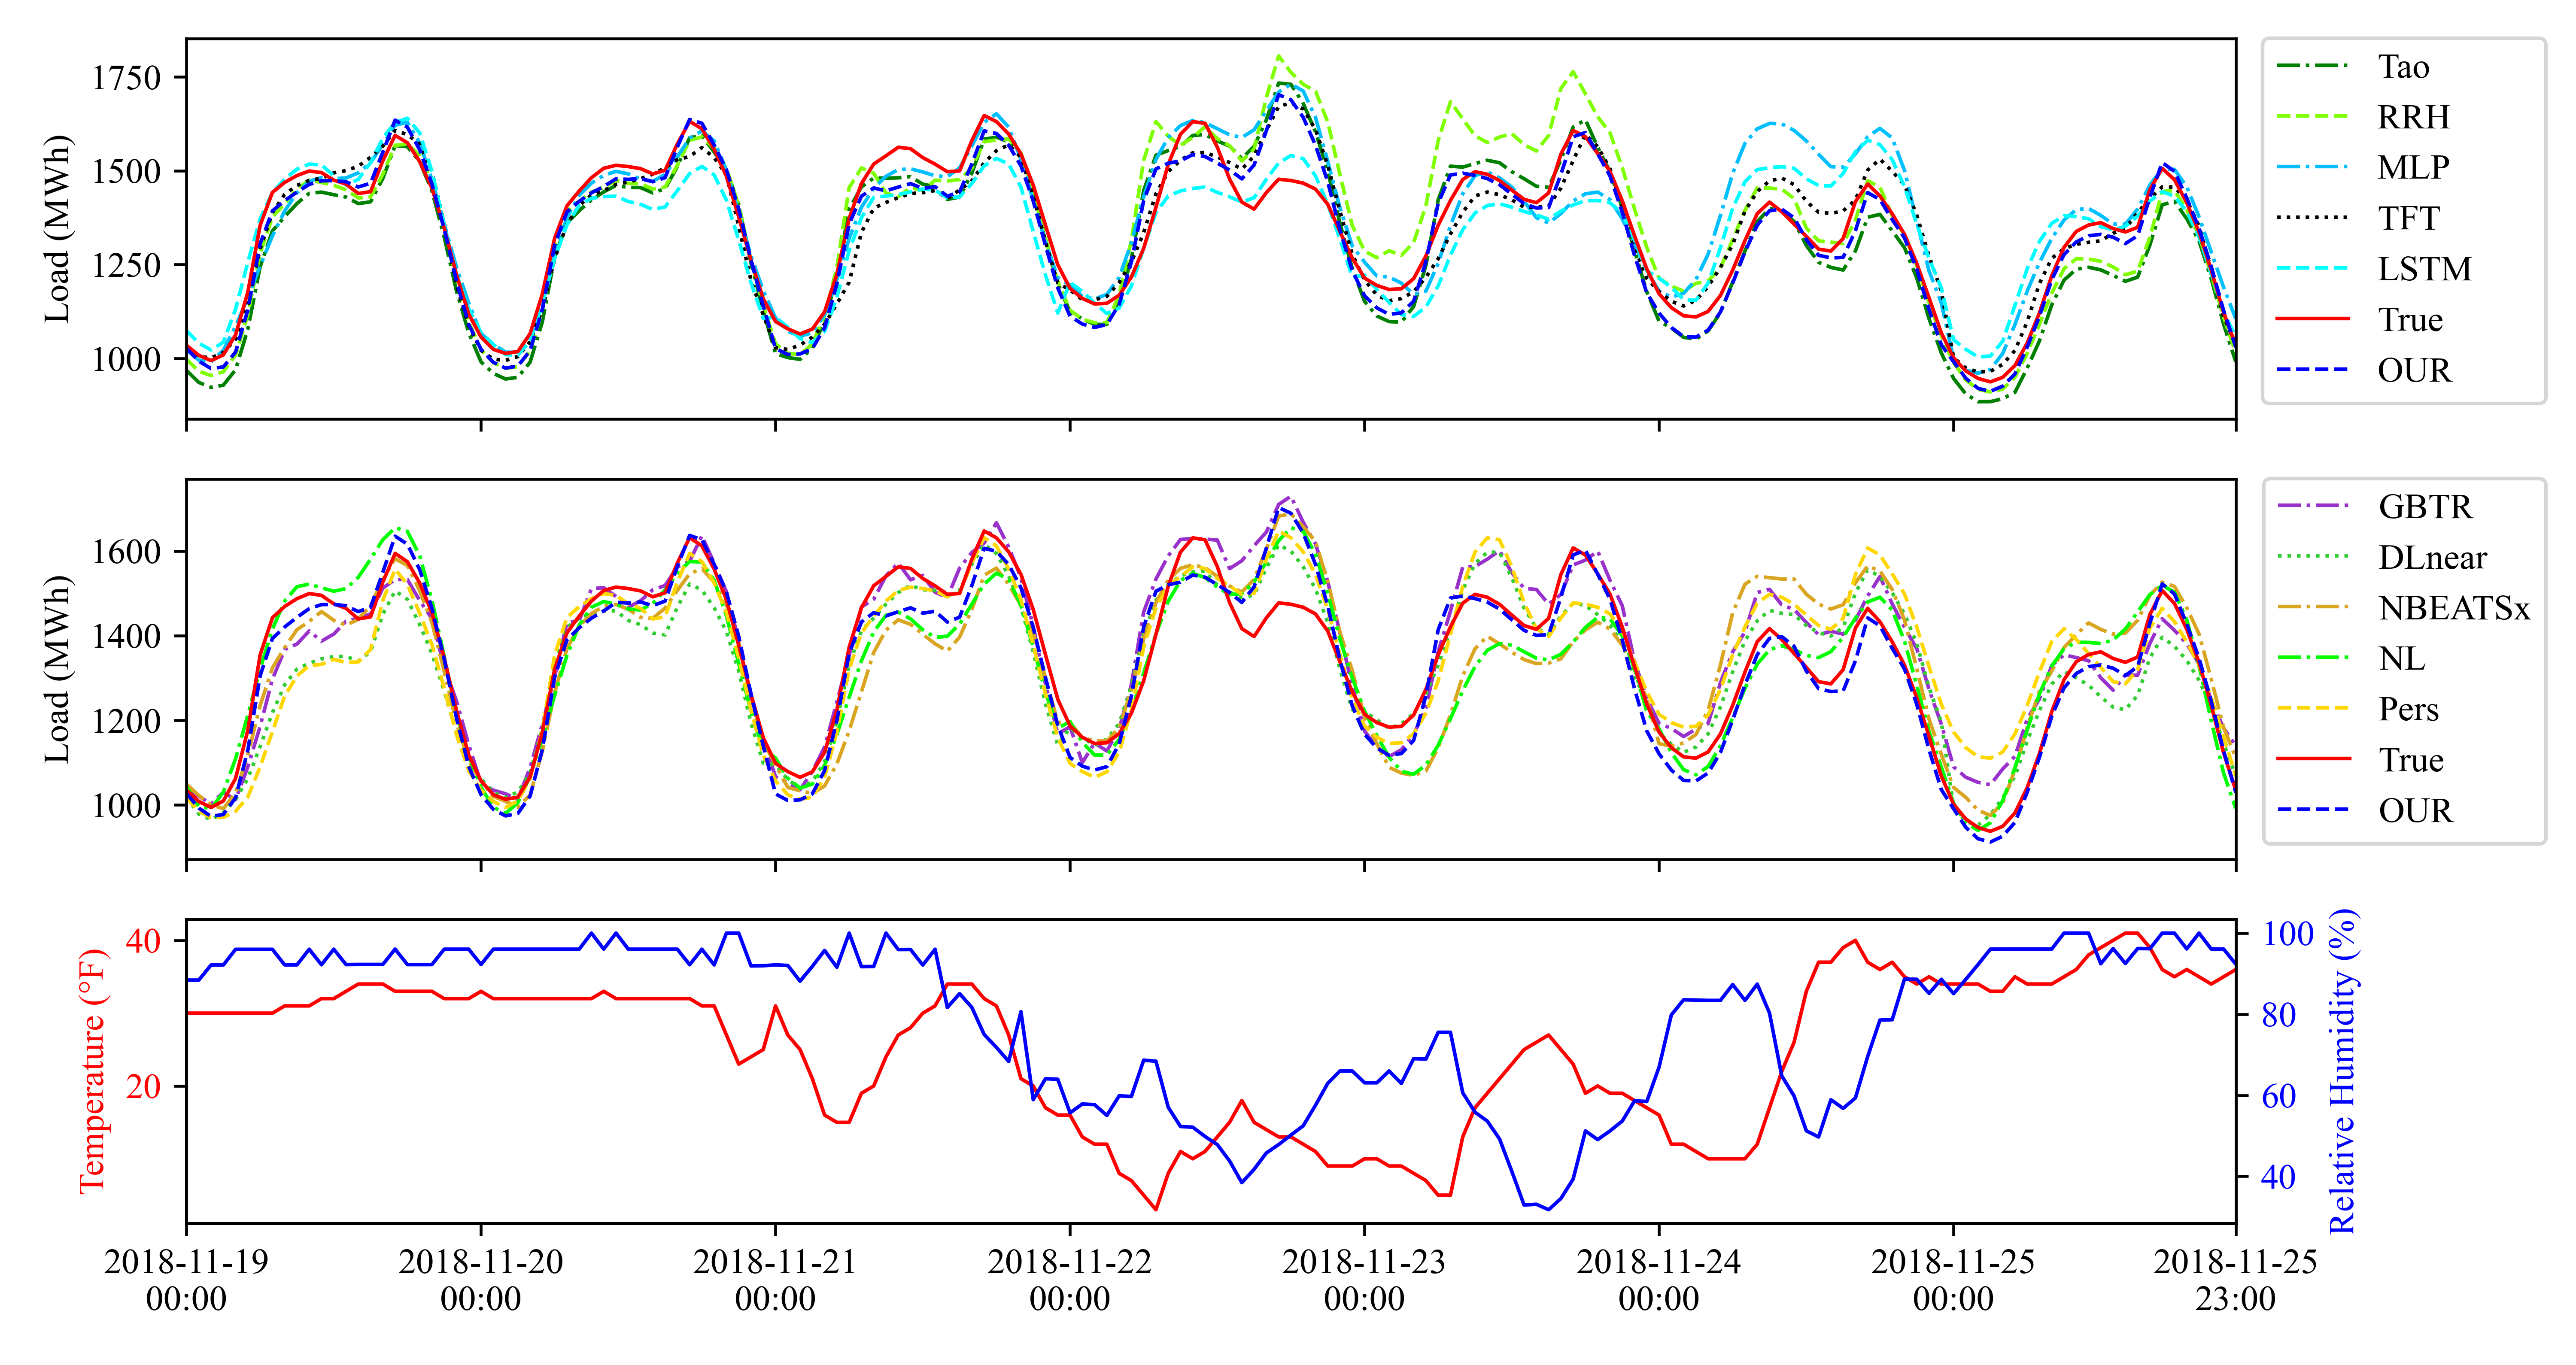 Load (MWh)
1750
1500
1250
1000
Tao
RRH
MLP
TFT
LSTM
True
OUR
Load (MWh)
1600
1400
1200
1000
GBTR
DLnear
NBEATSx
NL
Pers
True
OUR
Temperature (°F)
40
20
100
80
60
40
Relative Humidity (%)
2018-11-19
00:00
2018-11-20
00:00
2018-11-21
00:00
2018-11-22
00:00
2018-11-23
00:00
2018-11-24
00:00
2018-11-25
00:00
2018-11-25
23:00